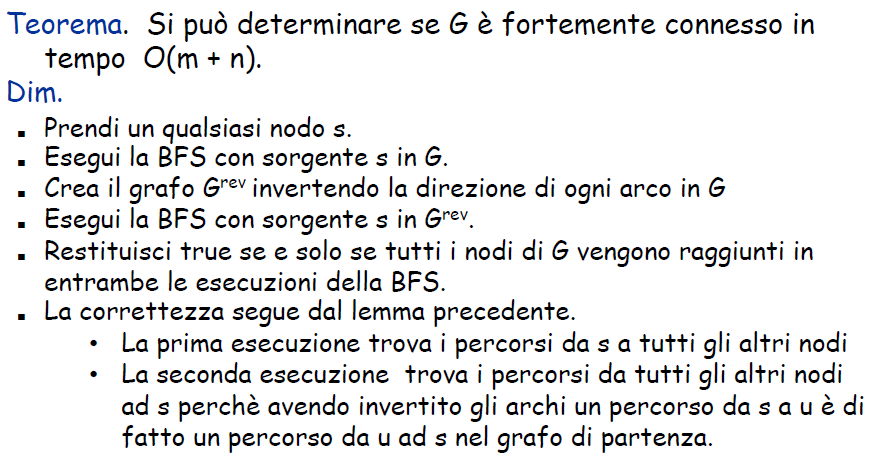 Teorema. Si può determinare se G è fortemente connesso in
tempo O(m + n).
Dim.
▪ Prendi un qualsiasi nodo s.
▪ Esegui la BFS con sorgente s in G.
▪ Crea il grafo Gʳᵉᵛ invertendo la direzione di ogni arco in G
▪ Esegui la BFS con sorgente s in Gʳᵉᵛ.
▪ Restituisci true se e solo se tutti i nodi di G vengono raggiunti in
entrambe le esecuzioni della BFS.
▪ La correttezza segue dal lemma precedente.
• La prima esecuzione trova i percorsi da s a tutti gli altri nodi
• La seconda esecuzione trova i percorsi da tutti gli altri nodi
ad s perchè avendo invertito gli archi un percorso da s a u è di
fatto un percorso da u ad s nel grafo di partenza.